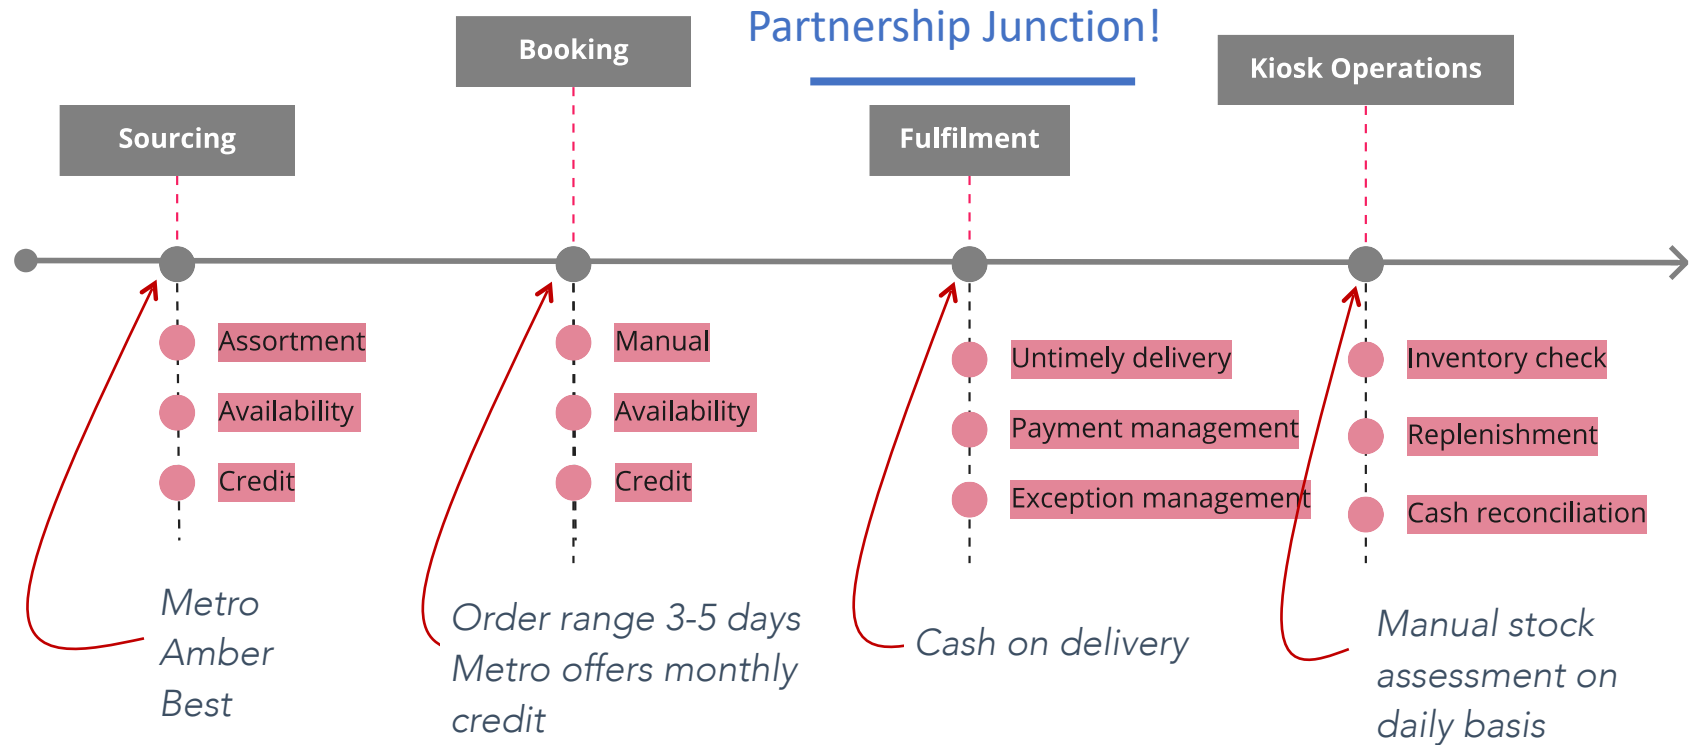 Partnership Junction!
Sourcing
Assortment
Availability
Credit
Metro
Amber
Best
Booking
Manual
Availability
Credit
Order range 3-5 days
Metro offers monthly
credit
Fulfilment
Untimely delivery
Payment management
Exception management
Cash on delivery
Kiosk Operations
Inventory check
Replenishment
Cash reconciliation
Manual stock
assessment on
daily basis